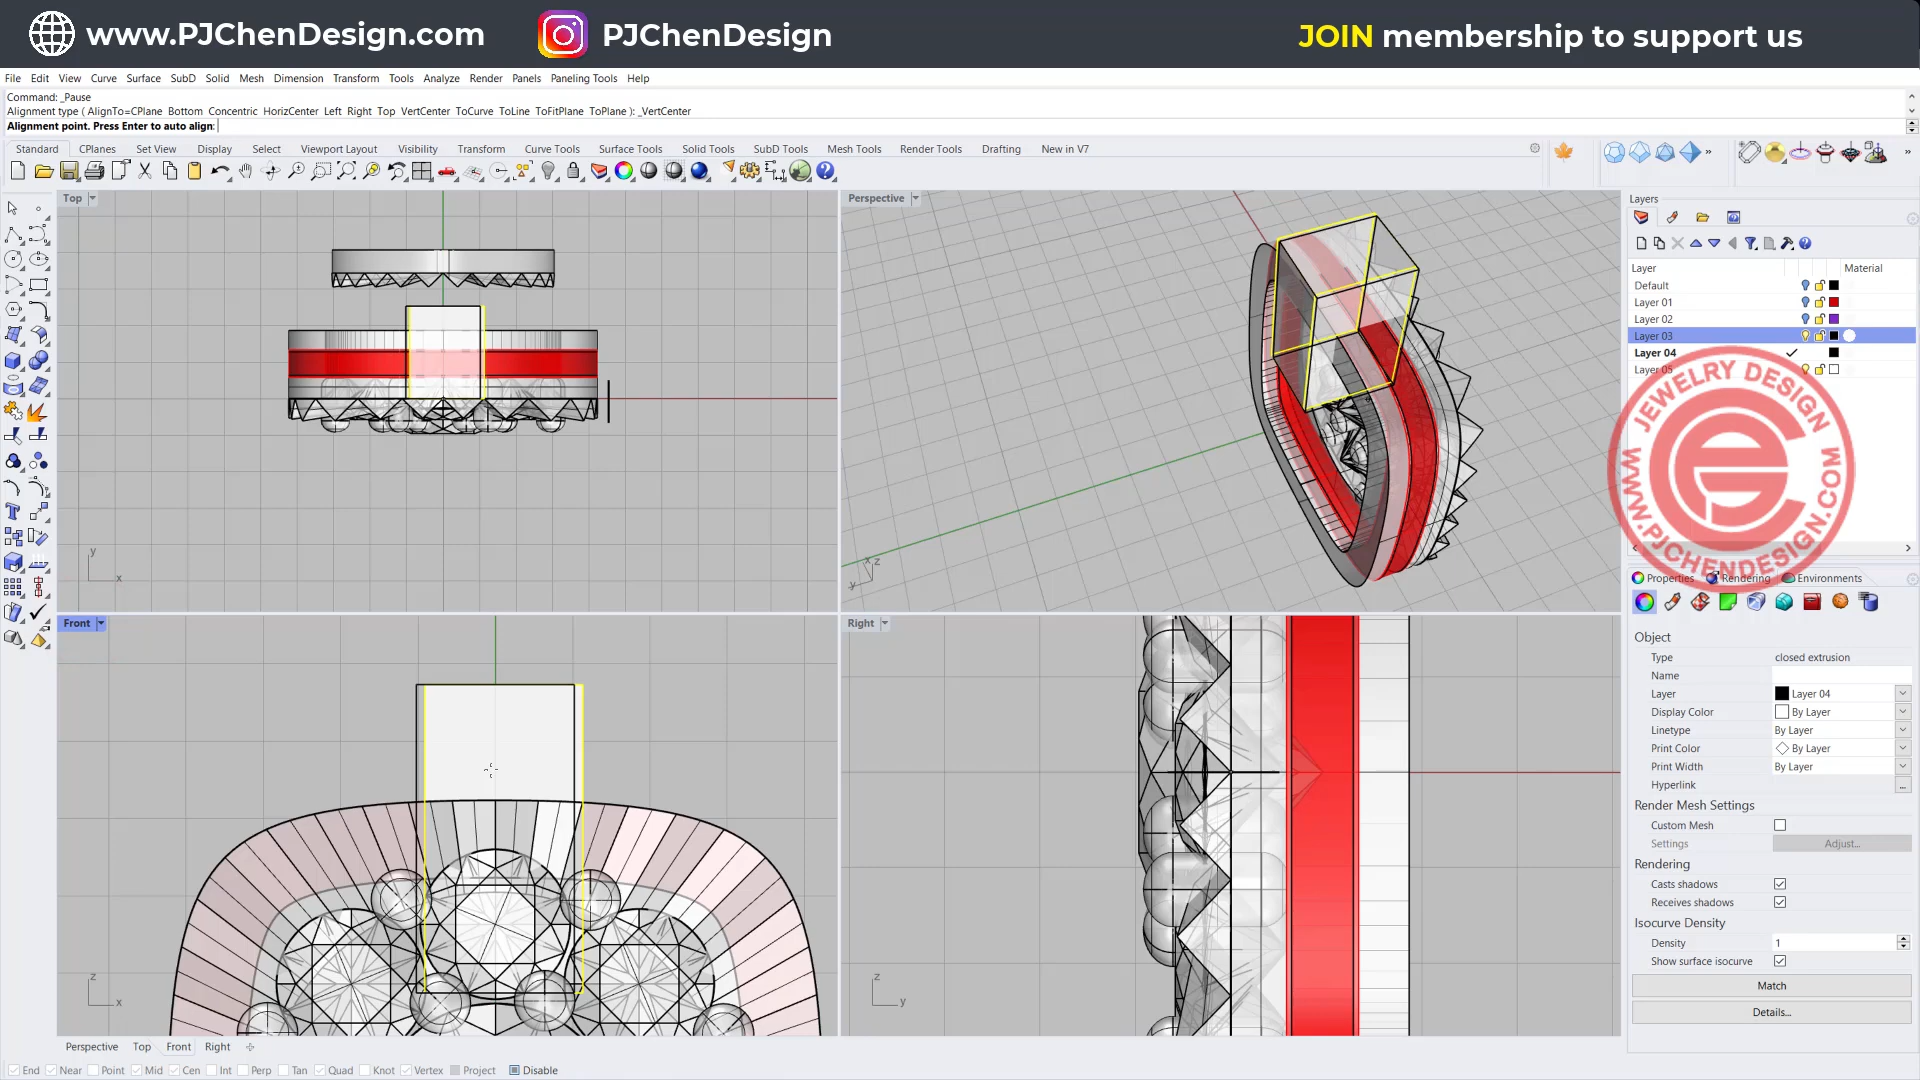 www.PJChenDesign.com PJChenDesign JOIN membership to support us
File Edit View Curve Surface SubD Solid Mesh Dimension Transform Tools Analyze Render Panels Paneling Tools Help
Command: _Pause
Alignment type ( AlignTo=CPlane Bottom Concentric HorizCenter Left Right Top VertCenter ToCurve ToLine ToFitPlane ToPlane ): _VertCenter
Alignment point. Press Enter to auto align:
Standard CPlanes Set View Display Select Viewport Layout Visibility Transform Curve Tools Surface Tools Solid Tools SubD Tools Mesh Tools Render Tools Drafting New in V7
Top
y
x
Perspective
x z
y
Front
z
x
Right
z
y
Layers
Layer Material
Default
Layer 01
Layer 02
Layer 03
Layer 04
Layer 05
JEWELRY DESIGN
WWW.PJCHENDESIGN.COM
Properties Rendering Environments
Object
Type closed extrusion
Name
Layer Layer 04
Display Color By Layer
Linetype By Layer
Print Color By Layer
Print Width By Layer
Hyperlink ...
Render Mesh Settings
Custom Mesh
Settings Adjust...
Rendering
Casts shadows
Receives shadows
Isocurve Density
Density 1
Show surface isocurve
Match
Details...
Perspective Top Front Right
End Near Point Mid Cen Int Perp Tan Quad Knot Vertex Project Disable